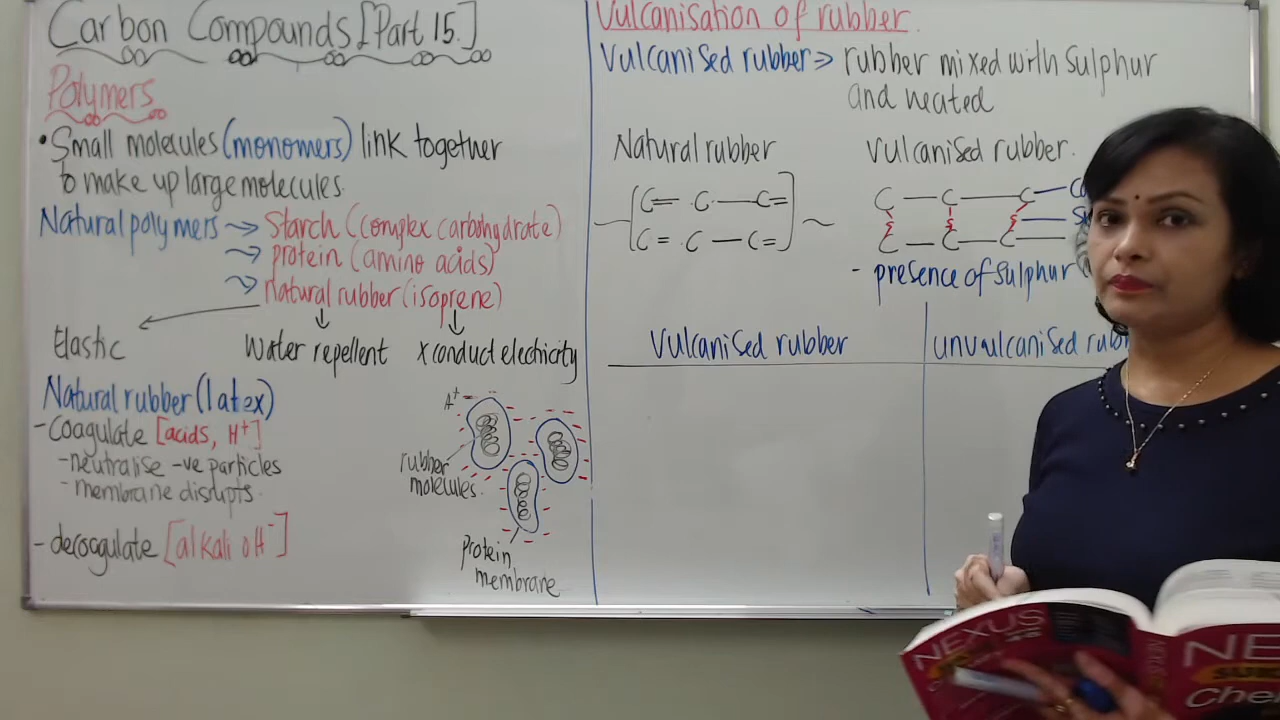 Carbon Compounds [Part 15.]
Polymers
• Small molecules (monomers) link together
to make up large molecules.
Natural polymers → Starch (complex carbohydrate)
→ protein (amino acids)
→ natural rubber (isoprene)
Elastic
Water repellent
x conduct electricity
Natural rubber (latex)
- Coagulate [acids, H+]
- neutralise -ve particles
- membrane disrupts.
- decoagulate [alkali OH-]
rubber
molecules.
Protein
membrane
Vulcanisation of rubber.
Vulcanised rubber => rubber mixed with Sulphur
and heated
Natural rubber
C= C — C=
C= C — C=
Vulcanised rubber.
C — C — C
S S S
C — C — C
- presence of Sulphur
Vulcanised rubber
unvulcanised
NEXUS
NE
Che